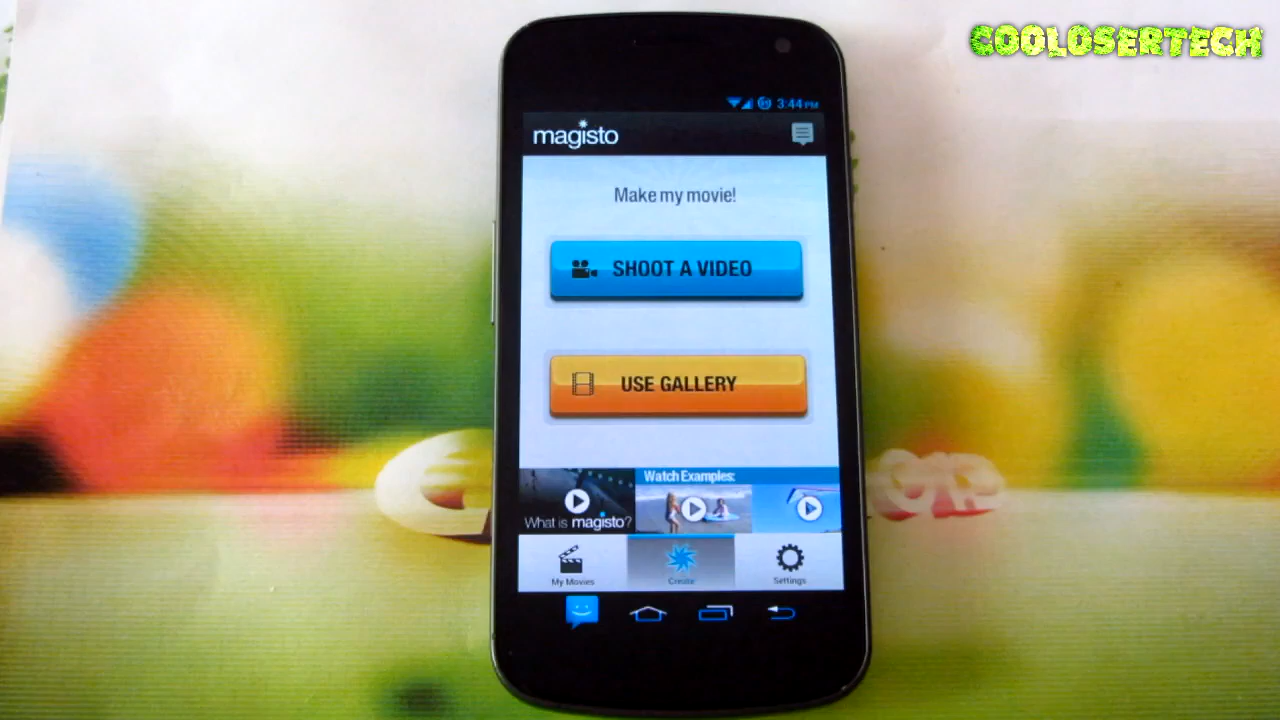 COOLOSERTECH
3:44 PM
magisto
Make my movie!
SHOOT A VIDEO
USE GALLERY
Watch Examples:
What is magisto?
My Movies
Create
Settings